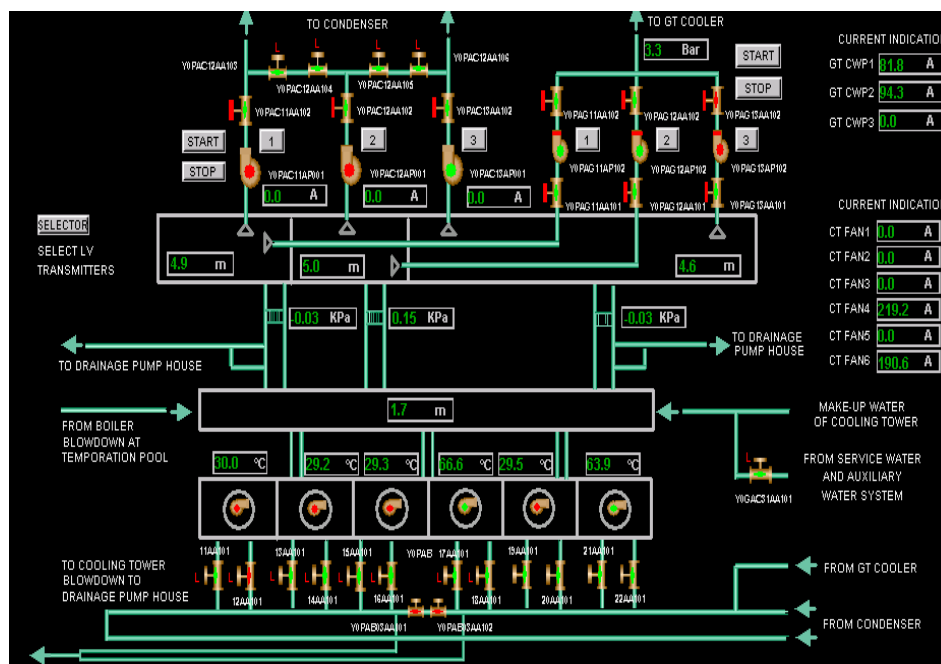 TO CONDENSER
TO GT COOLER
CURRENT INDICATI
Y0PAC12AA103
L
L
L
L
Y0PAC12AA106
3.3 Bar
START
GT CWP1 81.8 A
Y0PAC12AA104
Y0PAC12AA105
STOP
GT CWP2 94.3 A
Y0PAC11AA102
Y0PAC12AA102
Y0PAC13AA102
Y0PAG11AA102
Y0PAG12AA102
Y0PAG13AA102
GT CWP3 0.0 A
START
1
2
3
1
2
3
STOP
Y0PAC11AP001
Y0PAC12AP001
Y0PAC13AP001
Y0PAG11AP102
Y0PAG12AP102
Y0PAG13AP102
0.0 A
0.0 A
0.0 A
Y0PAG11AA101
Y0PAG12AA101
Y0PAG13AA101
CURRENT INDICATIO
SELECTOR
SELECT LV
TRANSMITTERS
4.9 m
5.0 m
4.6 m
CT FAN1 0.0 A
CT FAN2 0.0 A
CT FAN3 0.0 A
CT FAN4 219.2 A
CT FAN5 0.0 A
CT FAN6 190.6 A
-0.03 KPa
0.15 KPa
-0.03 KPa
TO DRAINAGE PUMP HOUSE
TO DRAINAGE
PUMP HOUSE
1.7 m
FROM BOILER
BLOWDOWN AT
TEMPORATION POOL
MAKE-UP WATER
OF COOLING TOWER
30.0 °C
29.2 °C
29.3 °C
66.6 °C
29.5 °C
63.9 °C
L
FROM SERVICE WATER
AND AUXILIARY
WATER SYSTEM
Y0GAC31AA101
11AA101
13AA101
15AA101
Y0PAB
17AA101
19AA101
21AA101
TO COOLING TOWER
BLOWDOWN TO
DRAINAGE PUMP HOUSE
L
L
L
L
L
12AA101
14AA101
16AA101
18AA101
20AA101
22AA101
FROM GT COOLER
Y0PAB03AA101
Y0PAB03AA102
FROM CONDENSER